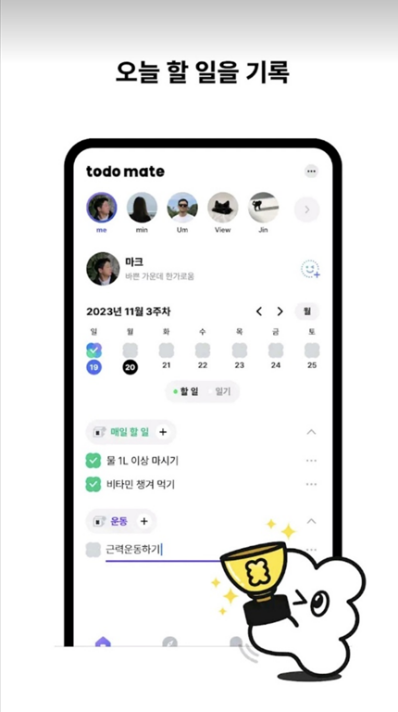 오늘 할 일을 기록
todo mate
me min Um View Jin
마크
바쁜 가운데 한가로움
2023년 11월 3주차 월
일 월 화 수 목 금 토
19 20 21 22 23 24 25
할 일 일기
매일 할 일 +
물 1L 이상 마시기
비타민 챙겨 먹기
운동 +
근력운동하기